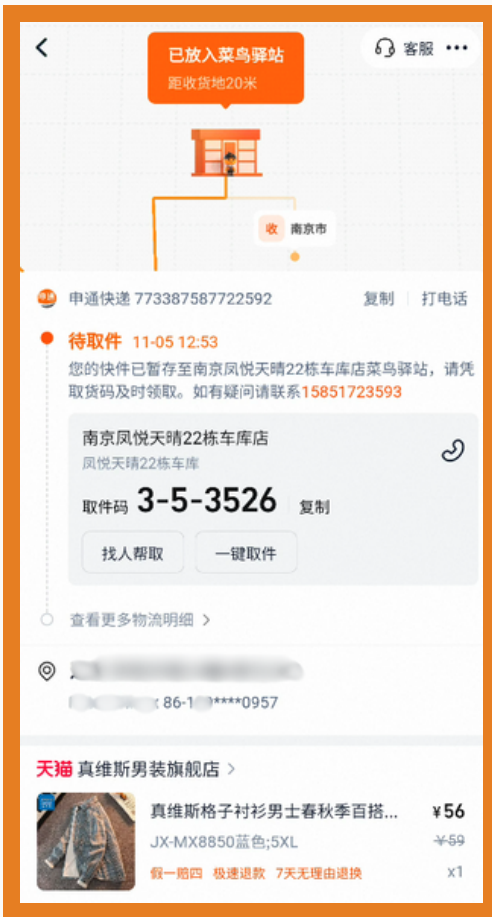 已放入菜鸟驿站
距收货地20米
客服
收 南京市
申通快递 773387587722592 复制 打电话
待取件 11-05 12:53
您的快件已暂存至南京凤悦天晴22栋车库店菜鸟驿站，请凭
取货码及时领取。如有疑问请联系15851723593
南京凤悦天晴22栋车库店
凤悦天晴22栋车库
取件码 3-5-3526 复制
找人帮取 一键取件
查看更多物流明细
86-1 ****0957
天猫 真维斯男装旗舰店
真维斯格子衬衫男士春秋季百搭... ¥56
JX-MX8850蓝色;5XL ¥59
假一赔四 极速退款 7天无理由退换 x1